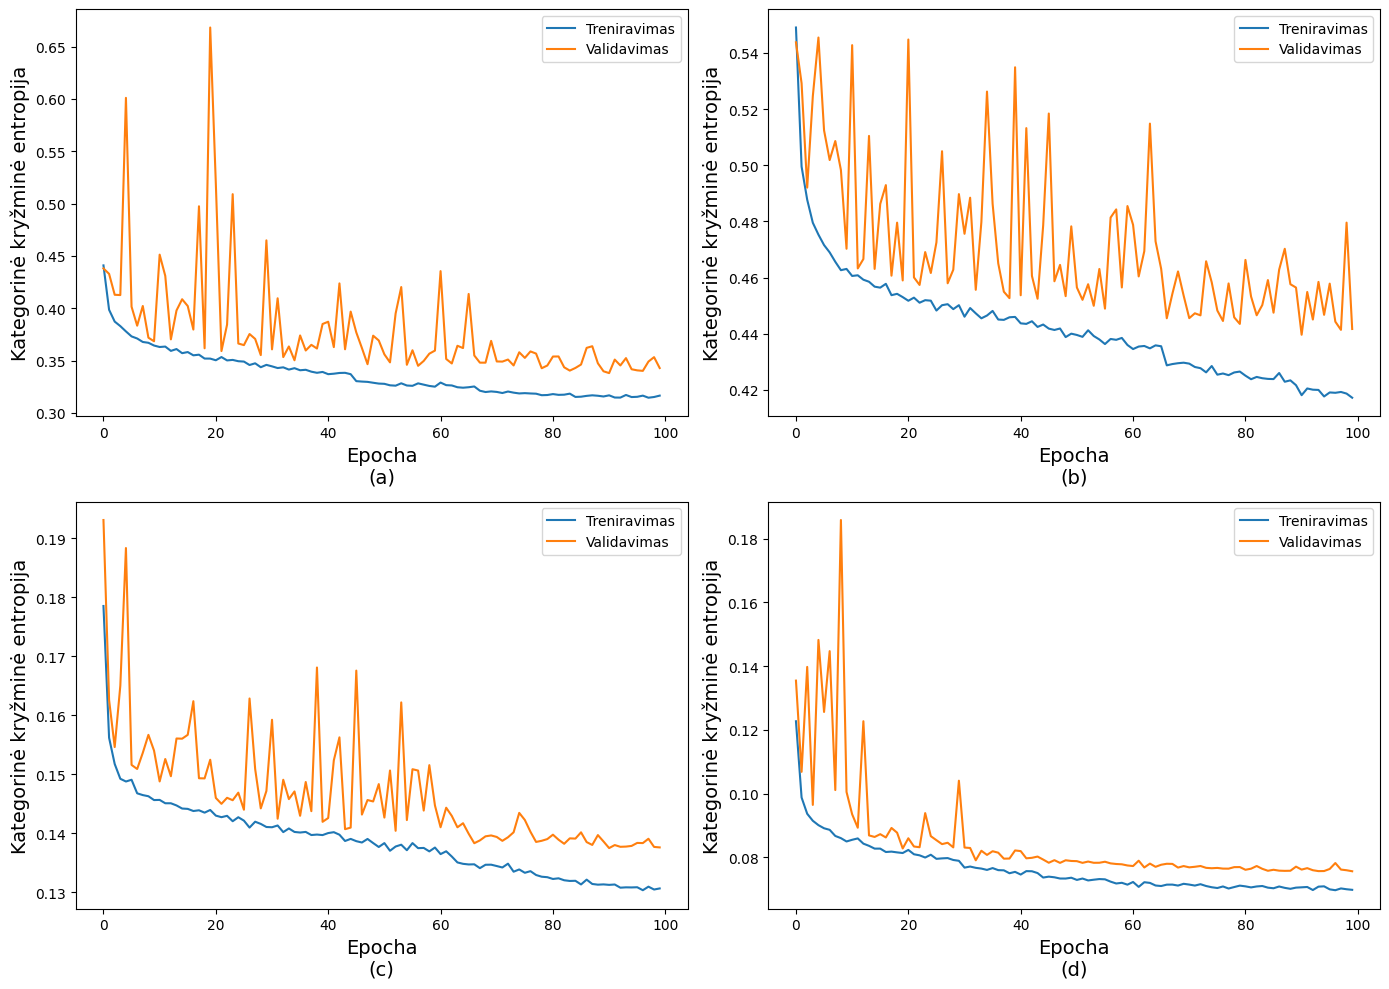 Kategorinė kryžminė entropija
0.65
0.60
0.55
0.50
0.45
0.40
0.35
0.30
Treniravimas
Validavimas
0 20 40 60 80 100
Epocha
(a)
Kategorinė kryžminė entropija
0.54
0.52
0.50
0.48
0.46
0.44
0.42
Treniravimas
Validavimas
0 20 40 60 80 100
Epocha
(b)
Kategorinė kryžminė entropija
0.19
0.18
0.17
0.16
0.15
0.14
0.13
Treniravimas
Validavimas
0 20 40 60 80 100
Epocha
(c)
Kategorinė kryžminė entropija
0.18
0.16
0.14
0.12
0.10
0.08
Treniravimas
Validavimas
0 20 40 60 80 100
Epocha
(d)